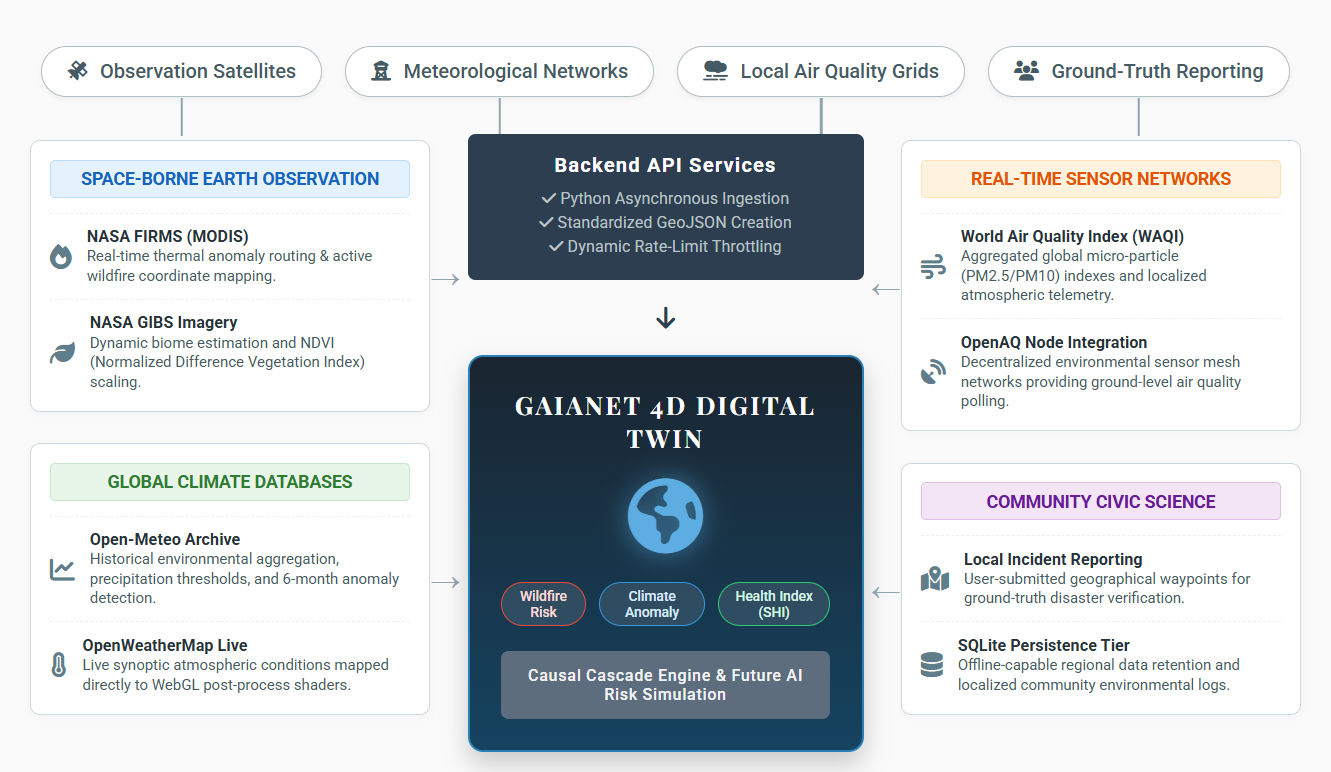 Observation Satellites
Meteorological Networks
Local Air Quality Grids
Ground-Truth Reporting
SPACE-BORNE EARTH OBSERVATION
NASA FIRMS (MODIS)
Real-time thermal anomaly routing & active
wildfire coordinate mapping.
NASA GIBS Imagery
Dynamic biome estimation and NDVI
(Normalized Difference Vegetation Index)
scaling.
GLOBAL CLIMATE DATABASES
Open-Meteo Archive
Historical environmental aggregation,
precipitation thresholds, and 6-month anomaly
detection.
OpenWeatherMap Live
Live synoptic atmospheric conditions mapped
directly to WebGL post-process shaders.
Backend API Services
Python Asynchronous Ingestion
Standardized GeoJSON Creation
Dynamic Rate-Limit Throttling
GAIANET 4D DIGITAL
TWIN
Wildfire
Risk
Climate
Anomaly
Health Index
(SHI)
Causal Cascade Engine & Future AI
Risk Simulation
REAL-TIME SENSOR NETWORKS
World Air Quality Index (WAQI)
Aggregated global micro-particle
(PM2.5/PM10) indexes and localized
atmospheric telemetry.
OpenAQ Node Integration
Decentralized environmental sensor mesh
networks providing ground-level air quality
polling.
COMMUNITY CIVIC SCIENCE
Local Incident Reporting
User-submitted geographical waypoints for
ground-truth disaster verification.
SQLite Persistence Tier
Offline-capable regional data retention and
localized community environmental logs.